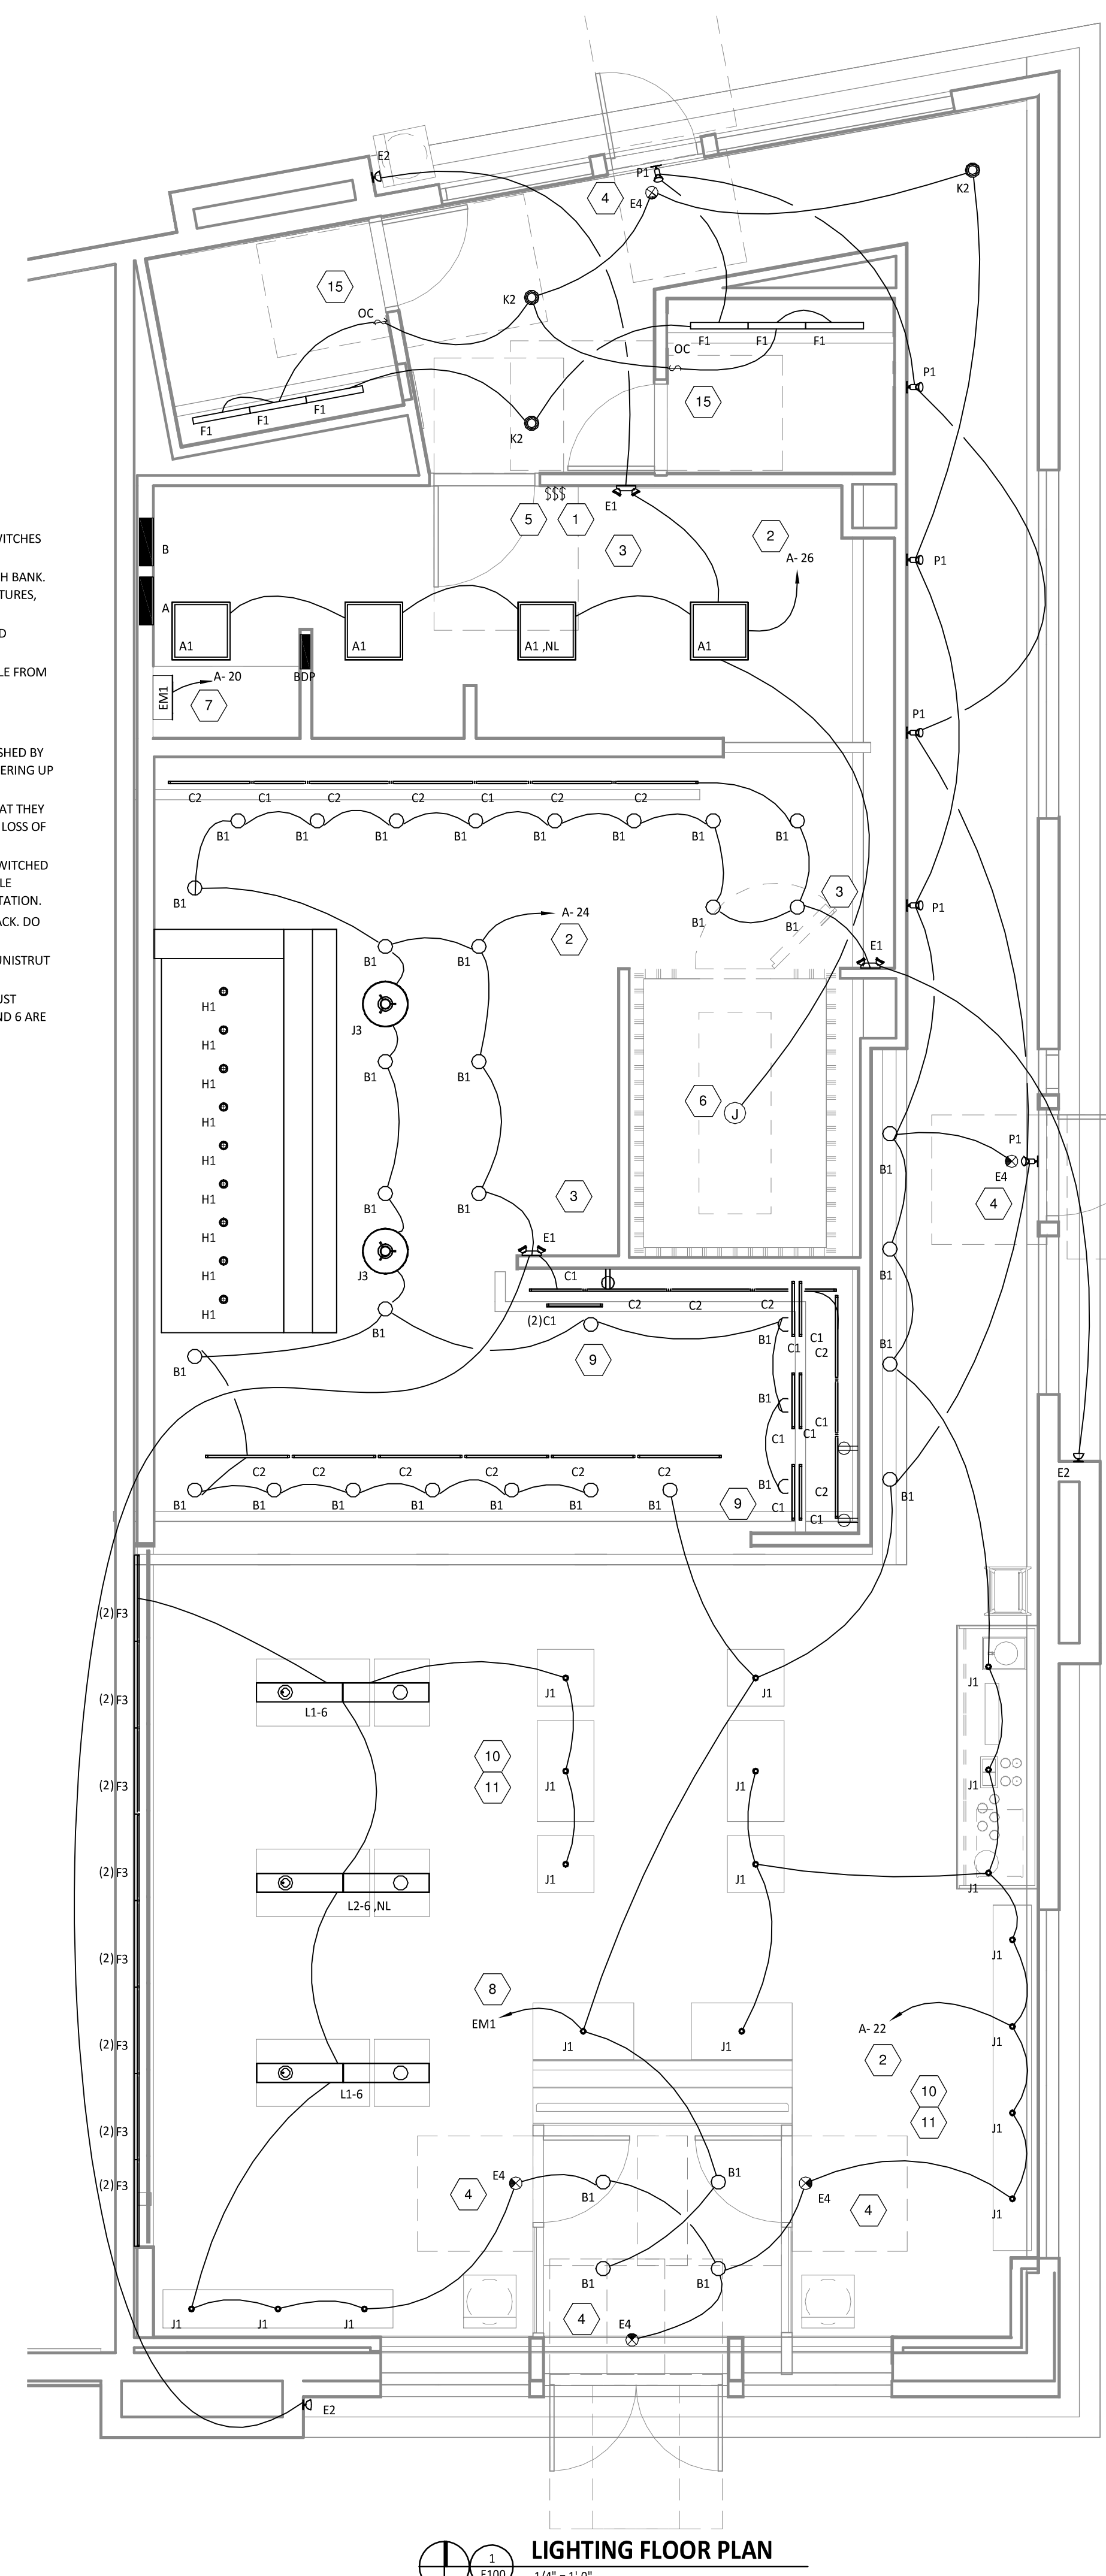 E2
P1
E4
4
K2
15
OC
K2
F1 F1 F1
OC
P1
15
F1 F1 F1
K2
WITCHES
H BANK.
TURES,
D
LE FROM
SHED BY
ERING UP
AT THEY
LOSS OF
WITCHED
LE
TATION.
ACK. DO
UNISTRUT
UST
ND 6 ARE
$$$
E1
5 1
2
B
3
A- 26
P1
A
A1 A1 A1 ,NL A1
EM1
A- 20
BDP
7
P1
C2 C1 C2 C2 C1 C2 C2
B1 B1 B1 B1 B1 B1 B1 B1
B1
3
A- 24
2
P1
B1 B1
B1 B1
E1
H1
J3
H1
B1 B1
H1
6
J
H1
P1
H1
B1
E4
H1
B1 B1
3
4
H1
E1
H1
J3
C1
B1
H1
C2 C2 C2
(2)C1
B1
B1
C1 C1
C2
B1
B1
9
B1
C1
C1 C1
C2 C2 C2 C2 C2 C2
B1
C2
E2
B1 B1 B1 B1 B1 B1 B1
9
C1
C1
B1
(2)F3
J1
J1 J1
(2)F3
L1-6
10
11
(2)F3
J1 J1
J1
(2)F3
J1 J1
J1
L2-6 ,NL
(2)F3
J1
8
EM1
A- 22
(2)F3
J1 J1
J1
2
L1-6
10
11
(2)F3
J1
(2)F3
E4
B1
B1
E4
4
4
J1
B1 B1
J1 J1 J1
4
E4
E2
1
E100
LIGHTING FLOOR PLAN
1/4" = 1'-0"